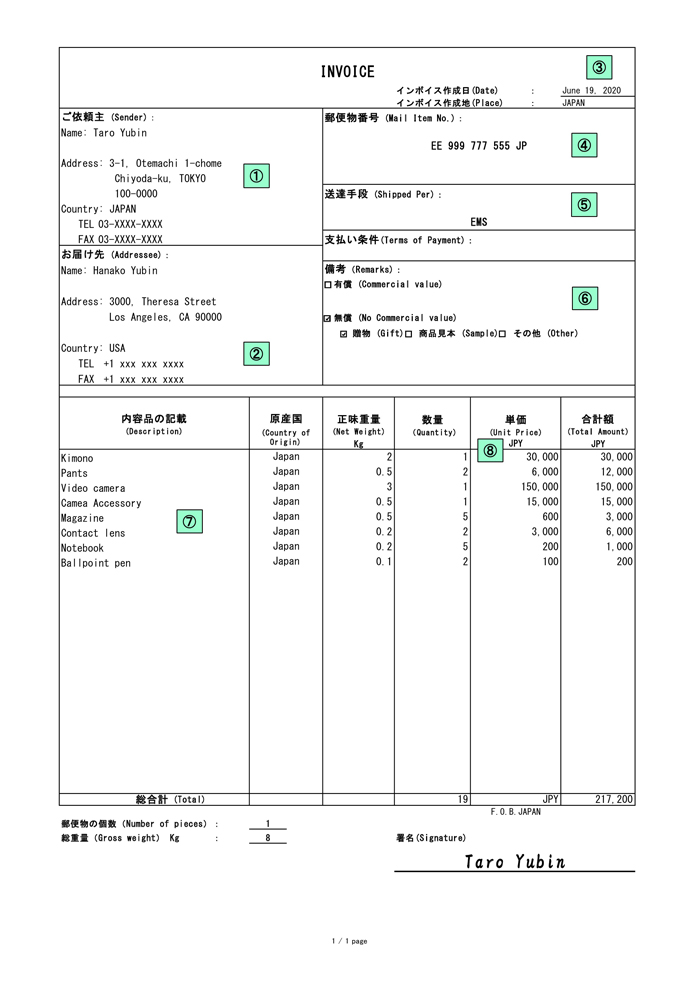 INVOICE
③
インボイス作成日(Date) : June 19, 2020
インボイス作成地(Place) : JAPAN
ご依頼主 (Sender) :
Name: Taro Yubin
Address: 3-1, Otemachi 1-chome
Chiyoda-ku, TOKYO
100-0000
Country: JAPAN
TEL 03-XXXX-XXXX
FAX 03-XXXX-XXXX
①
郵便物番号 (Mail Item No.) :
EE 999 777 555 JP
④
送達手段 (Shipped Per) :
⑤
EMS
支払い条件(Terms of Payment) :
お届け先 (Addressee) :
Name: Hanako Yubin
Address: 3000, Theresa Street
Los Angeles, CA 90000
Country: USA
TEL +1 xxx xxx xxxx
FAX +1 xxx xxx xxxx
②
備考 (Remarks) :
□有償 (Commercial value)
⑥
☑無償 (No Commercial value)
☑ 贈物 (Gift)□ 商品見本 (Sample)□ その他 (Other)
内容品の記載 原産国 正味重量 数量 単価 合計額
(Description) (Country of Origin) (Net Weight) (Quantity) (Unit Price) (Total Amount)
Kg JPY JPY
⑧
Kimono Japan 2 1 30,000 30,000
Pants Japan 0.5 2 6,000 12,000
Video camera Japan 3 1 150,000 150,000
Camea Accessory Japan 0.5 1 15,000 15,000
Magazine Japan 0.5 5 600 3,000
⑦
Contact lens Japan 0.2 2 3,000 6,000
Notebook Japan 0.2 5 200 1,000
Ballpoint pen Japan 0.1 2 100 200
総合計 (Total) 19 JPY 217,200
F.O.B.JAPAN
郵便物の個数 (Number of pieces) : 1
総重量 (Gross weight) Kg : 8
署名(Signature)
Taro Yubin
1 / 1 page